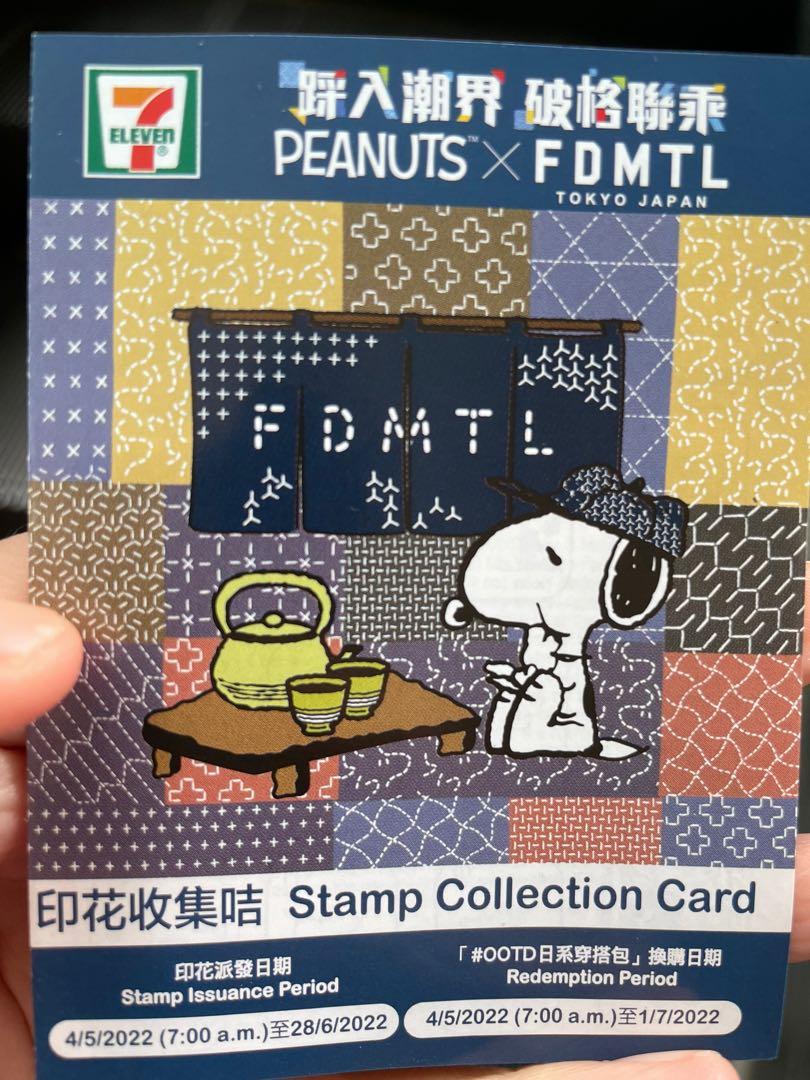 7
ELEVEn®
踩入潮界 破格聯乘
PEANUTS™ × FDMTL
TOKYO JAPAN
FDMTL
印花收集咭 Stamp Collection Card
印花派發日期
Stamp Issuance Period
4/5/2022 (7:00 a.m.)至28/6/2022
「#OOTD日系穿搭包」換購日期
Redemption Period
4/5/2022 (7:00 a.m.)至1/7/2022